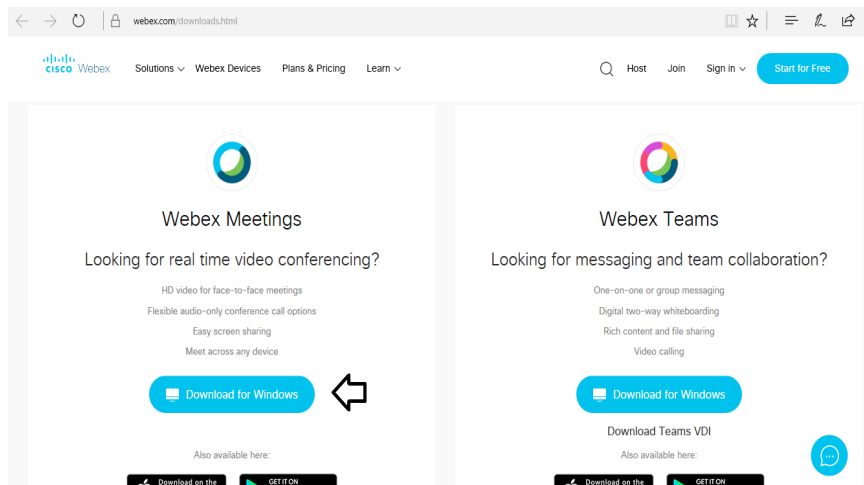 webex.com/downloads.html
CISCO Webex Solutions Webex Devices Plans & Pricing Learn Host Join Sign in Start for Free
Webex Meetings
Looking for real time video conferencing?
HD video for face-to-face meetings
Flexible audio-only conference call options
Easy screen sharing
Meet across any device
Download for Windows
Also available here:
Download on the
GET IT ON
Webex Teams
Looking for messaging and team collaboration?
One-on-one or group messaging
Digital two-way whiteboarding
Rich content and file sharing
Video calling
Download for Windows
Download Teams VDI
Also available here:
Download on the
GET IT ON